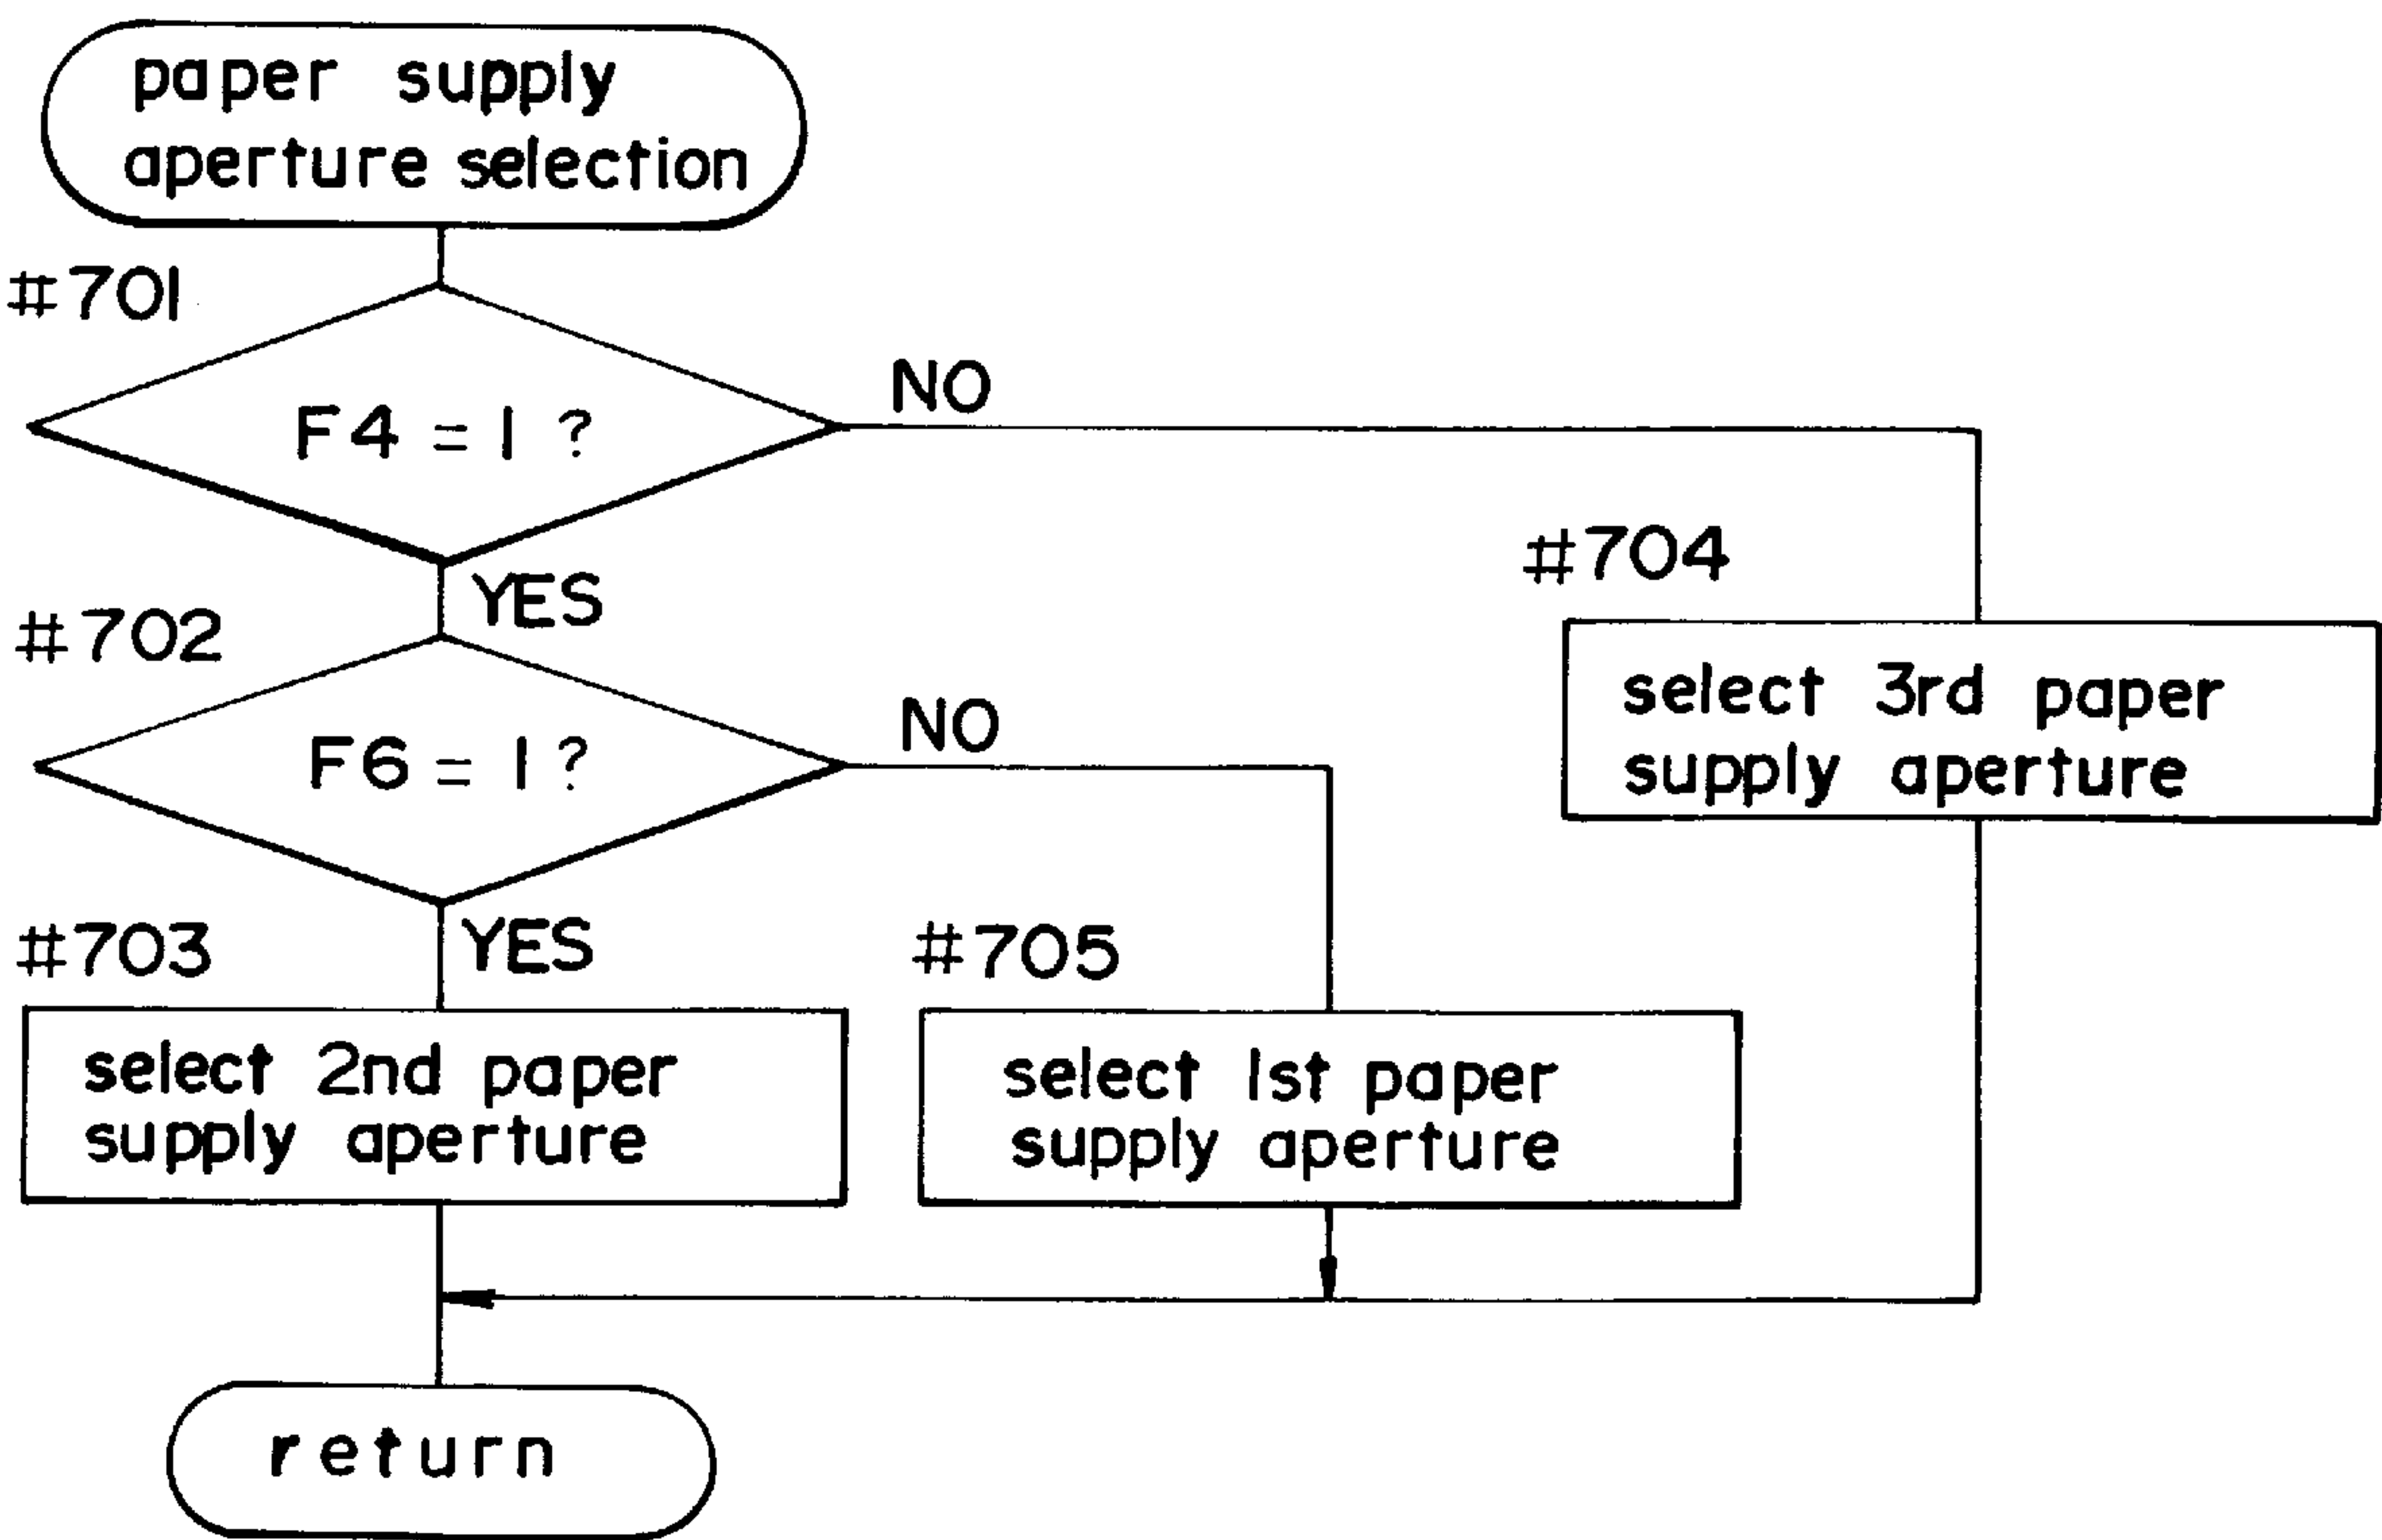 paper supply
aperture selection
#701
F4 = 1 ?
NO
YES
#702
F6 = 1 ?
NO
YES
#704
select 3rd paper
supply aperture
#703
select 2nd paper
supply aperture
#705
select 1st paper
supply aperture
return